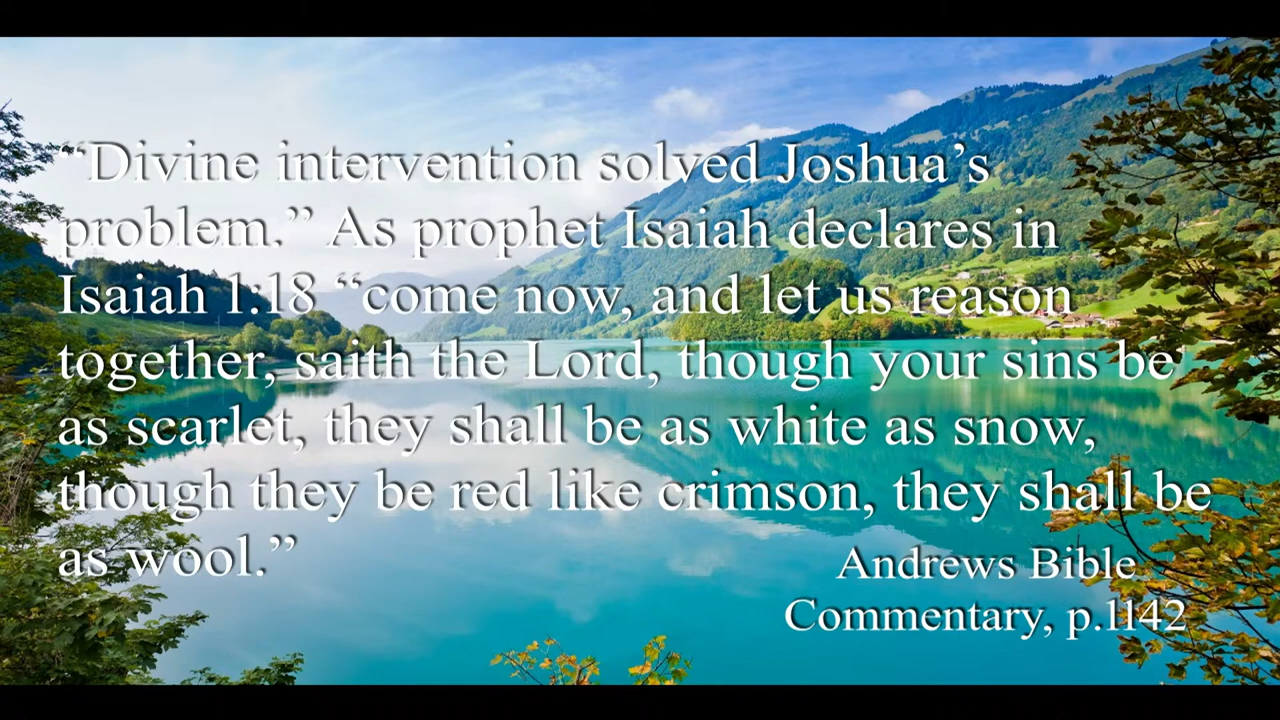 “Divine intervention solved Joshua’s
problem.” As prophet Isaiah declares in
Isaiah 1:18 “come now, and let us reason
together, saith the Lord, though your sins be
as scarlet, they shall be as white as snow,
though they be red like crimson, they shall be
as wool.”
Andrews Bible
Commentary, p.1142